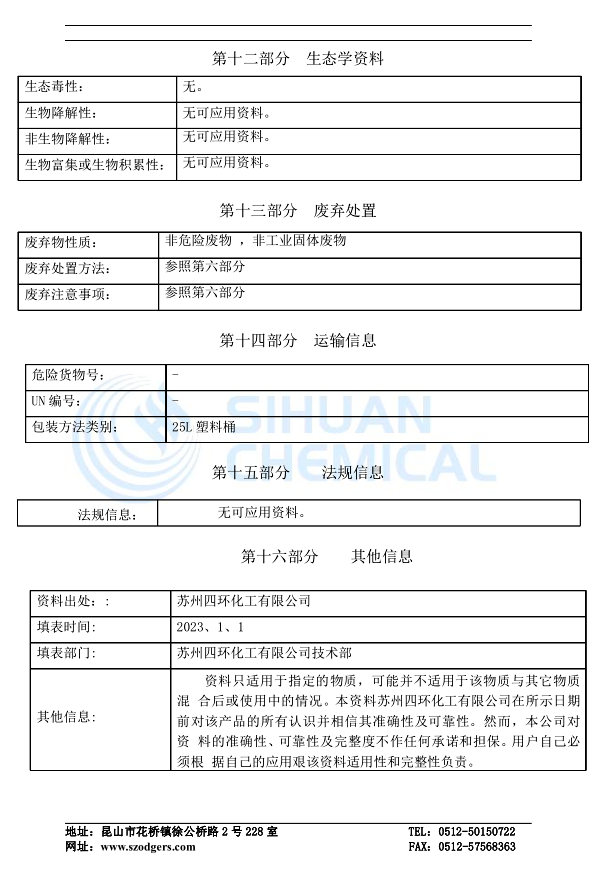 第十二部分 生态学资料
生态毒性： 无。
生物降解性： 无可应用资料。
非生物降解性： 无可应用资料。
生物富集或生物积累性： 无可应用资料。
第十三部分 废弃处置
废弃物性质： 非危险废物 ，非工业固体废物
废弃处置方法： 参照第六部分
废弃注意事项： 参照第六部分
第十四部分 运输信息
危险货物号： -
UN 编号： -
包装方法类别： 25L 塑料桶
SIHUAN
CHEMICAL
第十五部分 法规信息
法规信息： 无可应用资料。
第十六部分 其他信息
资料出处：: 苏州四环化工有限公司
填表时间: 2023、1、1
填表部门: 苏州四环化工有限公司技术部
其他信息:
资料只适用于指定的物质，可能并不适用于该物质与其它物质
混 合后或使用中的情况。本资料苏州四环化工有限公司在所示日期
前对该产品的所有认识并相信其准确性及可靠性。然而，本公司对
资 料的准确性、可靠性及完整度不作任何承诺和担保。用户自己必
须根 据自己的应用艰该资料适用性和完整性负责。
地址：昆山市花桥镇徐公桥路 2 号 228 室 TEL：0512-50150722
网址：www.szodgers.com FAX：0512-57568363